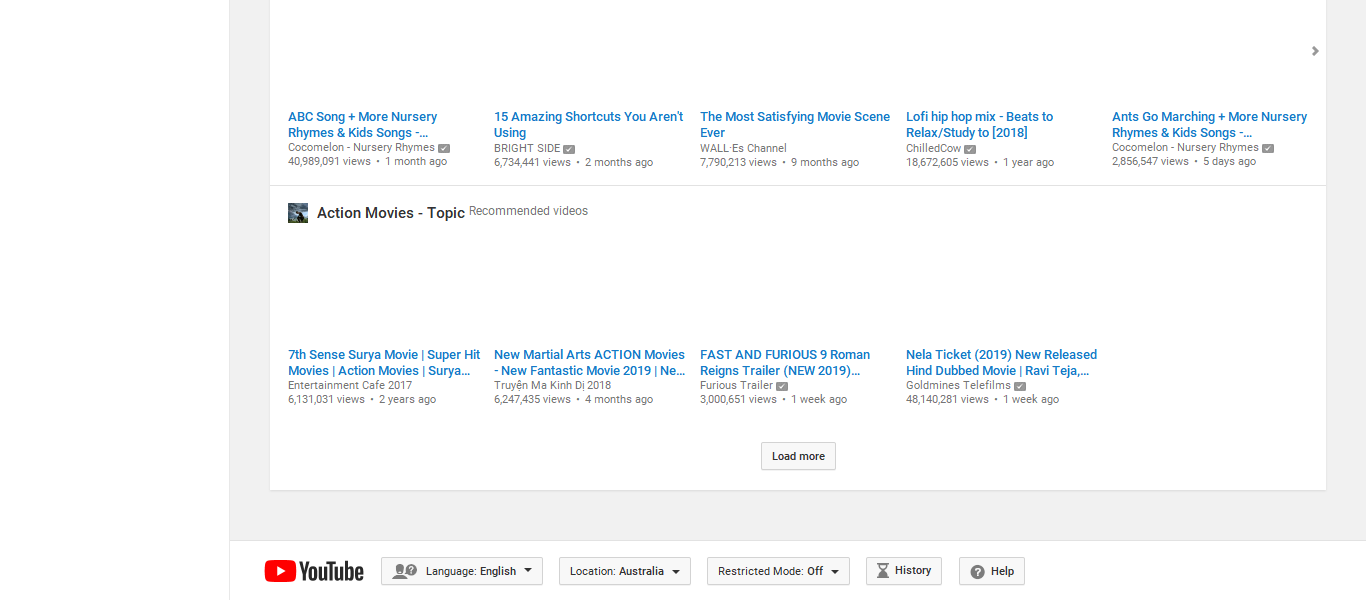 ABC Song + More Nursery
Rhymes & Kids Songs -...
Cocomelon - Nursery Rhymes
40,989,091 views • 1 month ago
15 Amazing Shortcuts You Aren't
Using
BRIGHT SIDE
6,734,441 views • 2 months ago
The Most Satisfying Movie Scene
Ever
WALL·Es Channel
7,790,213 views • 9 months ago
Lofi hip hop mix - Beats to
Relax/Study to [2018]
ChilledCow
18,672,605 views • 1 year ago
Ants Go Marching + More Nursery
Rhymes & Kids Songs -...
Cocomelon - Nursery Rhymes
2,856,547 views • 5 days ago
Action Movies - Topic Recommended videos
7th Sense Surya Movie | Super Hit
Movies | Action Movies | Surya...
Entertainment Cafe 2017
6,131,031 views • 2 years ago
New Martial Arts ACTION Movies
- New Fantastic Movie 2019 | Ne...
Truyện Ma Kinh Dị 2018
6,247,435 views • 4 months ago
FAST AND FURIOUS 9 Roman
Reigns Trailer (NEW 2019)...
Furious Trailer
3,000,651 views • 1 week ago
Nela Ticket (2019) New Released
Hind Dubbed Movie | Ravi Teja,...
Goldmines Telefilms
48,140,281 views • 1 week ago
Load more
YouTube
Language: English
Location: Australia
Restricted Mode: Off
History
Help